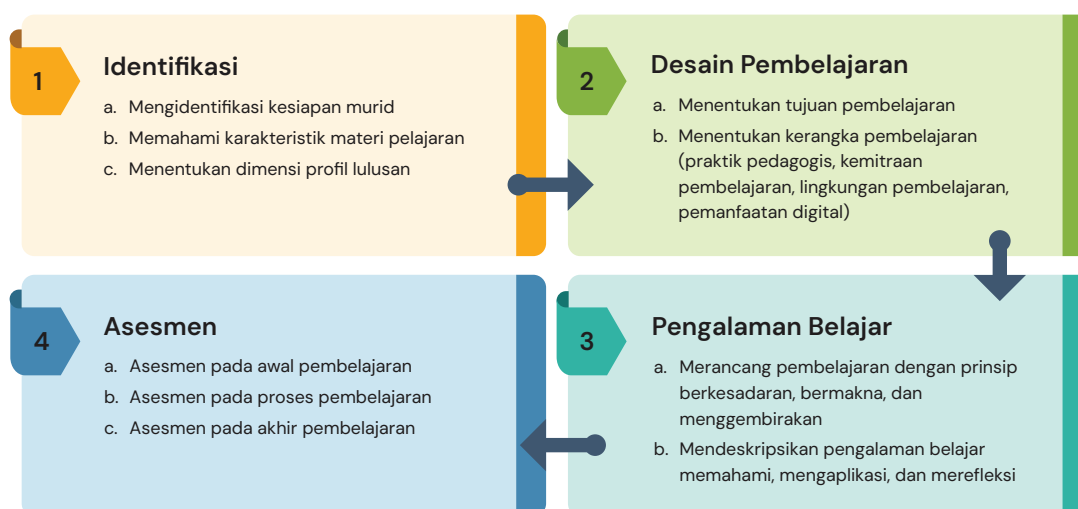 1
Identifikasi
a. Mengidentifikasi kesiapan murid
b. Memahami karakteristik materi pelajaran
c. Menentukan dimensi profil lulusan
2
Desain Pembelajaran
a. Menentukan tujuan pembelajaran
b. Menentukan kerangka pembelajaran
(praktik pedagogis, kemitraan
pembelajaran, lingkungan pembelajaran,
pemanfaatan digital)
3
Pengalaman Belajar
a. Merancang pembelajaran dengan prinsip
berkesadaran, bermakna, dan
menggembirakan
b. Mendeskripsikan pengalaman belajar
memahami, mengaplikasi, dan merefleksi
4
Asesmen
a. Asesmen pada awal pembelajaran
b. Asesmen pada proses pembelajaran
c. Asesmen pada akhir pembelajaran